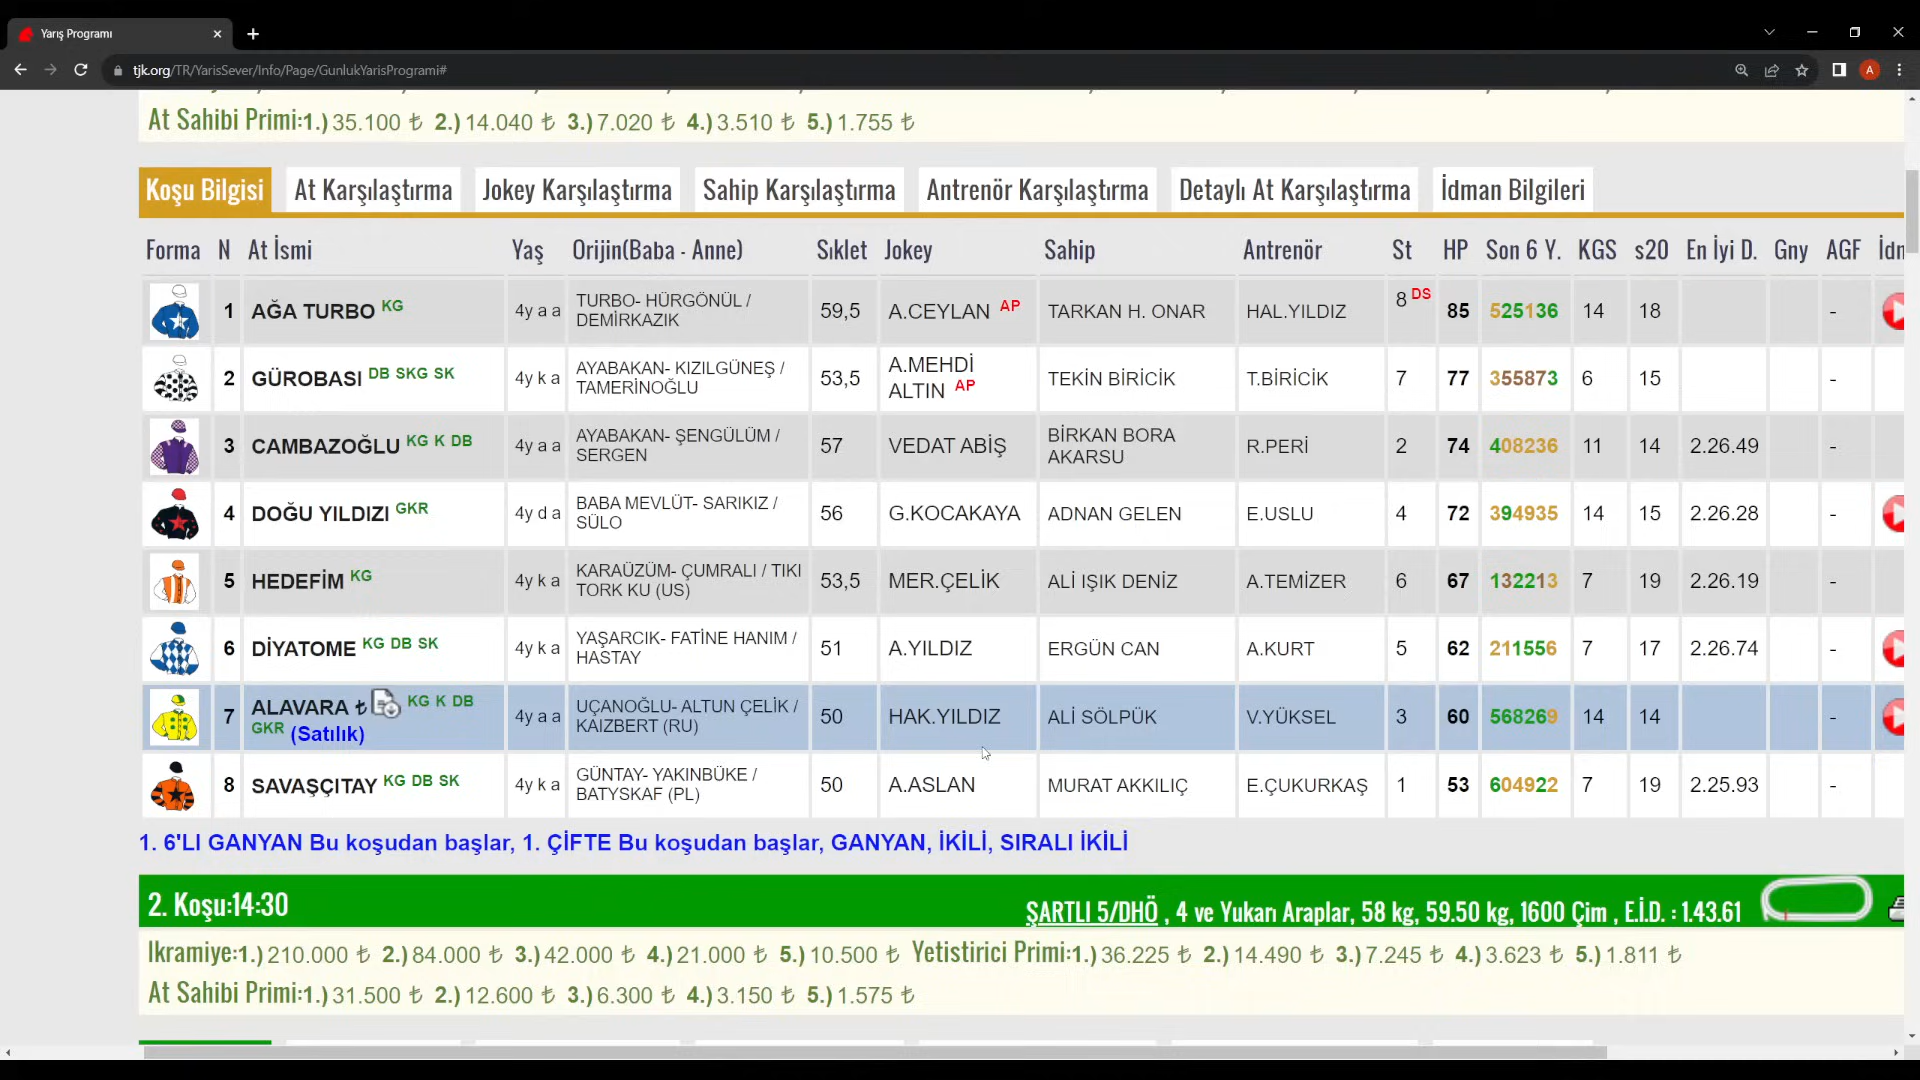 Yarış Programı
tjk.org/TR/YarisSever/Info/Page/GunlukYarisProgrami#
A
At Sahibi Primi:1.) 35.100 ₺ 2.) 14.040 ₺ 3.) 7.020 ₺ 4.) 3.510 ₺ 5.) 1.755 ₺
Koşu Bilgisi At Karşılaştırma Jokey Karşılaştırma Sahip Karşılaştırma Antrenör Karşılaştırma Detaylı At Karşılaştırma İdman Bilgileri
Forma N At İsmi Yaş Orijin(Baba - Anne) Sıklet Jokey Sahip Antrenör St HP Son 6 Y. KGS s20 En İyi D. Gny AGF İdm
1 AĞA TURBO KG 4y a a TURBO- HÜRGÖNÜL / DEMİRKAZIK 59,5 A.CEYLAN AP TARKAN H. ONAR HAL.YILDIZ 8 DS 85 525136 14 18 -
2 GÜROBASI DB SKG SK 4y k a AYABAKAN- KIZILGÜNEŞ / TAMERİNOĞLU 53,5 A.MEHDİ ALTIN AP TEKİN BİRİCİK T.BİRİCİK 7 77 355873 6 15 -
3 CAMBAZOĞLU KG K DB 4y a a AYABAKAN- ŞENGÜLÜM / SERGEN 57 VEDAT ABİŞ BİRKAN BORA AKARSU R.PERİ 2 74 408236 11 14 2.26.49 -
4 DOĞU YILDIZI GKR 4y d a BABA MEVLÜT- SARIKIZ / SÜLO 56 G.KOCAKAYA ADNAN GELEN E.USLU 4 72 394935 14 15 2.26.28 -
5 HEDEFİM KG 4y k a KARAÜZÜM- ÇUMRALI / TIKI TORK KU (US) 53,5 MER.ÇELİK ALİ IŞIK DENİZ A.TEMİZER 6 67 132213 7 19 2.26.19 -
6 DİYATOME KG DB SK 4y k a YAŞARCIK- FATİNE HANIM / HASTAY 51 A.YILDIZ ERGÜN CAN A.KURT 5 62 211556 7 17 2.26.74 -
7 ALAVARA ₺ KG K DB GKR (Satılık) 4y a a UÇANOĞLU- ALTUN ÇELİK / KAIZBERT (RU) 50 HAK.YILDIZ ALİ SÖLPÜK V.YÜKSEL 3 60 568269 14 14 -
8 SAVAŞÇITAY KG DB SK 4y k a GÜNTAY- YAKINBÜKE / BATYSKAF (PL) 50 A.ASLAN MURAT AKKILIÇ E.ÇUKURKAŞ 1 53 604922 7 19 2.25.93 -
1. 6'LI GANYAN Bu koşudan başlar, 1. ÇİFTE Bu koşudan başlar, GANYAN, İKİLİ, SIRALI İKİLİ
2. Koşu:14:30 ŞARTLI 5/DHÖ , 4 ve Yukarı Araplar, 58 kg, 59.50 kg, 1600 Çim , E.İ.D. : 1.43.61
Ikramiye:1.) 210.000 ₺ 2.) 84.000 ₺ 3.) 42.000 ₺ 4.) 21.000 ₺ 5.) 10.500 ₺ Yetistirici Primi:1.) 36.225 ₺ 2.) 14.490 ₺ 3.) 7.245 ₺ 4.) 3.623 ₺ 5.) 1.811 ₺
At Sahibi Primi:1.) 31.500 ₺ 2.) 12.600 ₺ 3.) 6.300 ₺ 4.) 3.150 ₺ 5.) 1.575 ₺